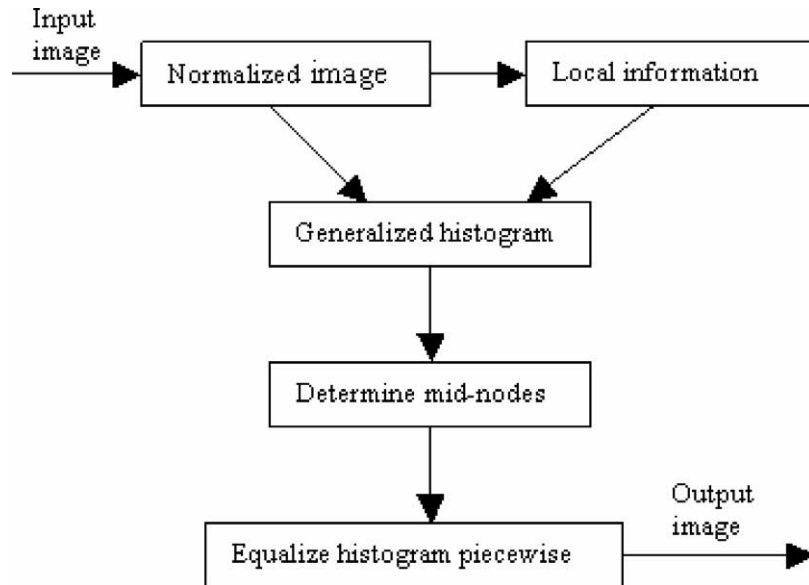 Input
image
Normalized image
Local information
Generalized histogram
Determine mid-nodes
Output
image
Equalize histogram piecewise